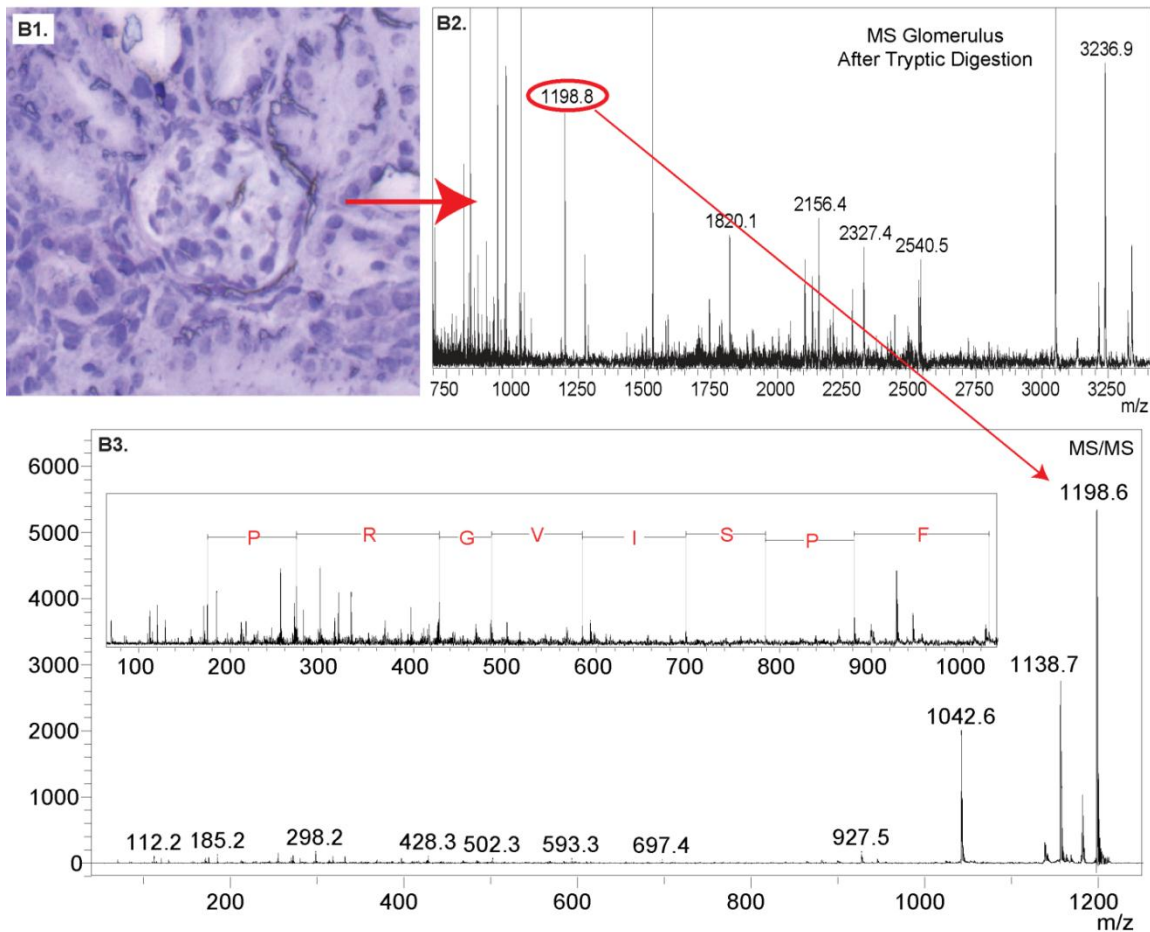 B1.
B2.
MS Glomerulus
After Tryptic Digestion
3236.9
1198.8
2156.4
1820.1
2327.4
2540.5
750 1000 1250 1500 1750 2000 2250 2500 2750 3000 3250
m/z
B3.
MS/MS
6000
1198.6
P R G V I S P F
5000
4000
100 200 300 400 500 600 700 800 900 1000
3000
1138.7
2000
1042.6
1000
112.2 185.2 298.2 428.3 502.3 593.3 697.4 927.5
0
200 400 600 800 1000 1200
m/z